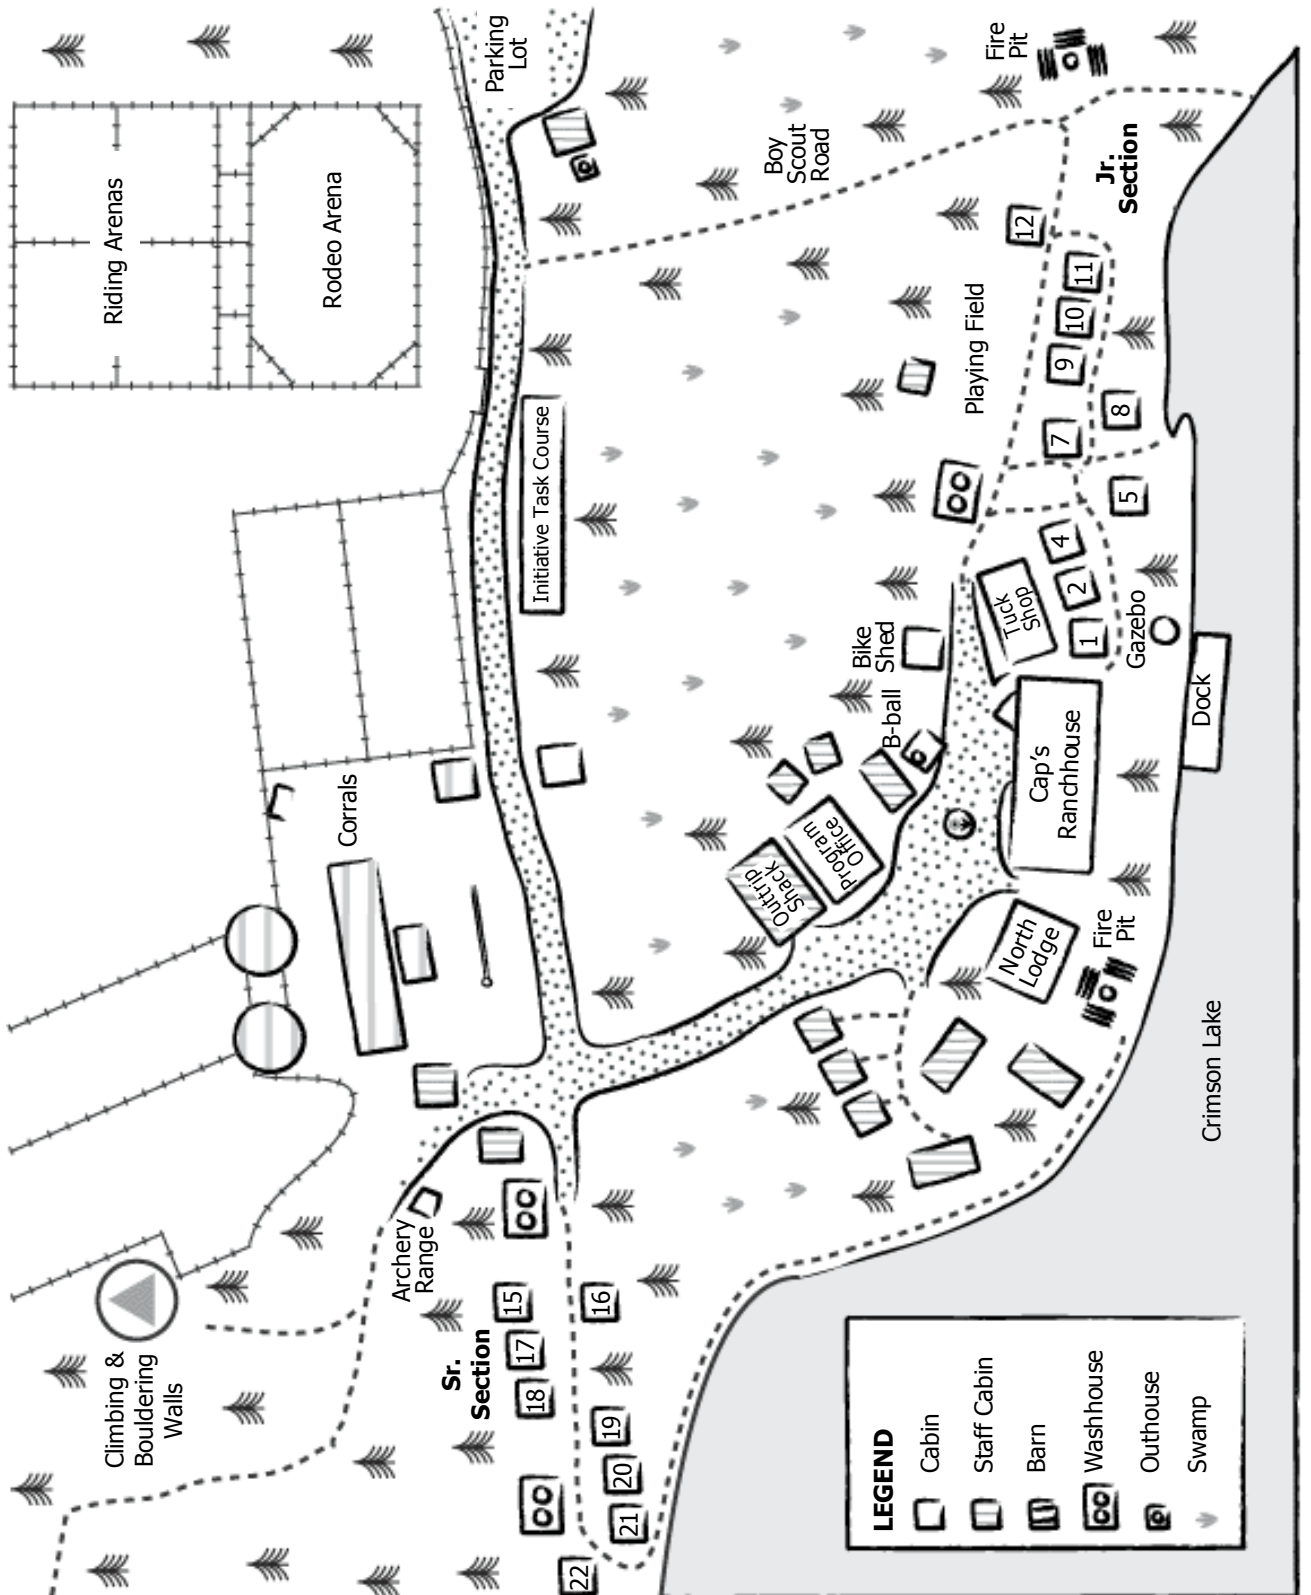 Parking
Lot
Fire
Pit
Riding Arenas
Rodeo Arena
Boy
Scout
Road
Jr.
Section
12
11
10
9
8
7
5
4
2
1
Playing Field
Initiative Task Course
Tuck
Shop
Gazebo
Bike
Shed
B-ball
Dock
Cap's
Ranchhouse
Corrals
Program
Office
Outtrip
Shack
North
Lodge
Fire
Pit
Crimson Lake
Archery
Range
Climbing &
Bouldering
Walls
Sr.
Section
15
16
17
18
19
20
21
22
LEGEND
Cabin
Staff Cabin
Barn
Washhouse
Outhouse
Swamp